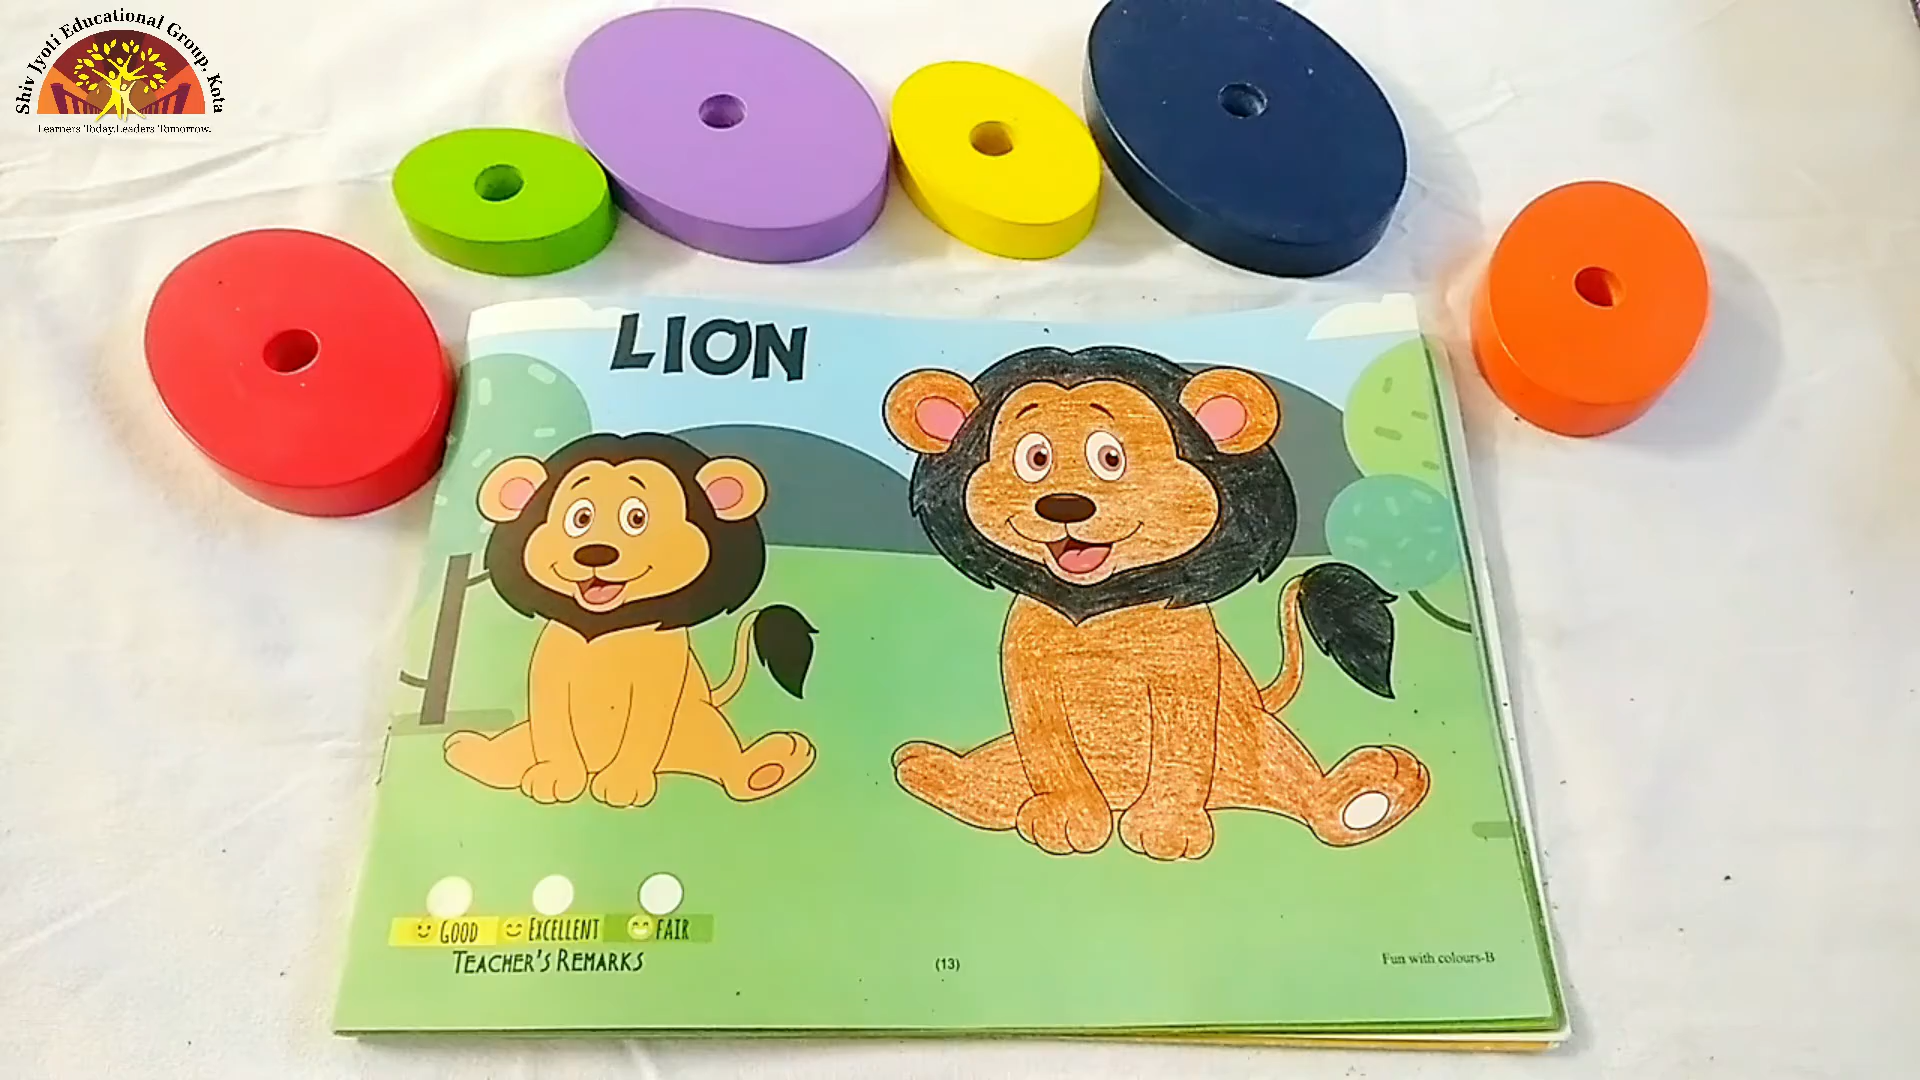 Shiv Jyoti Educational Group, Kota
Learners Today.Leaders Tomorrow.
LION
GOOD EXCELLENT FAIR
TEACHER'S REMARKS
(13)
Fun with colours-B